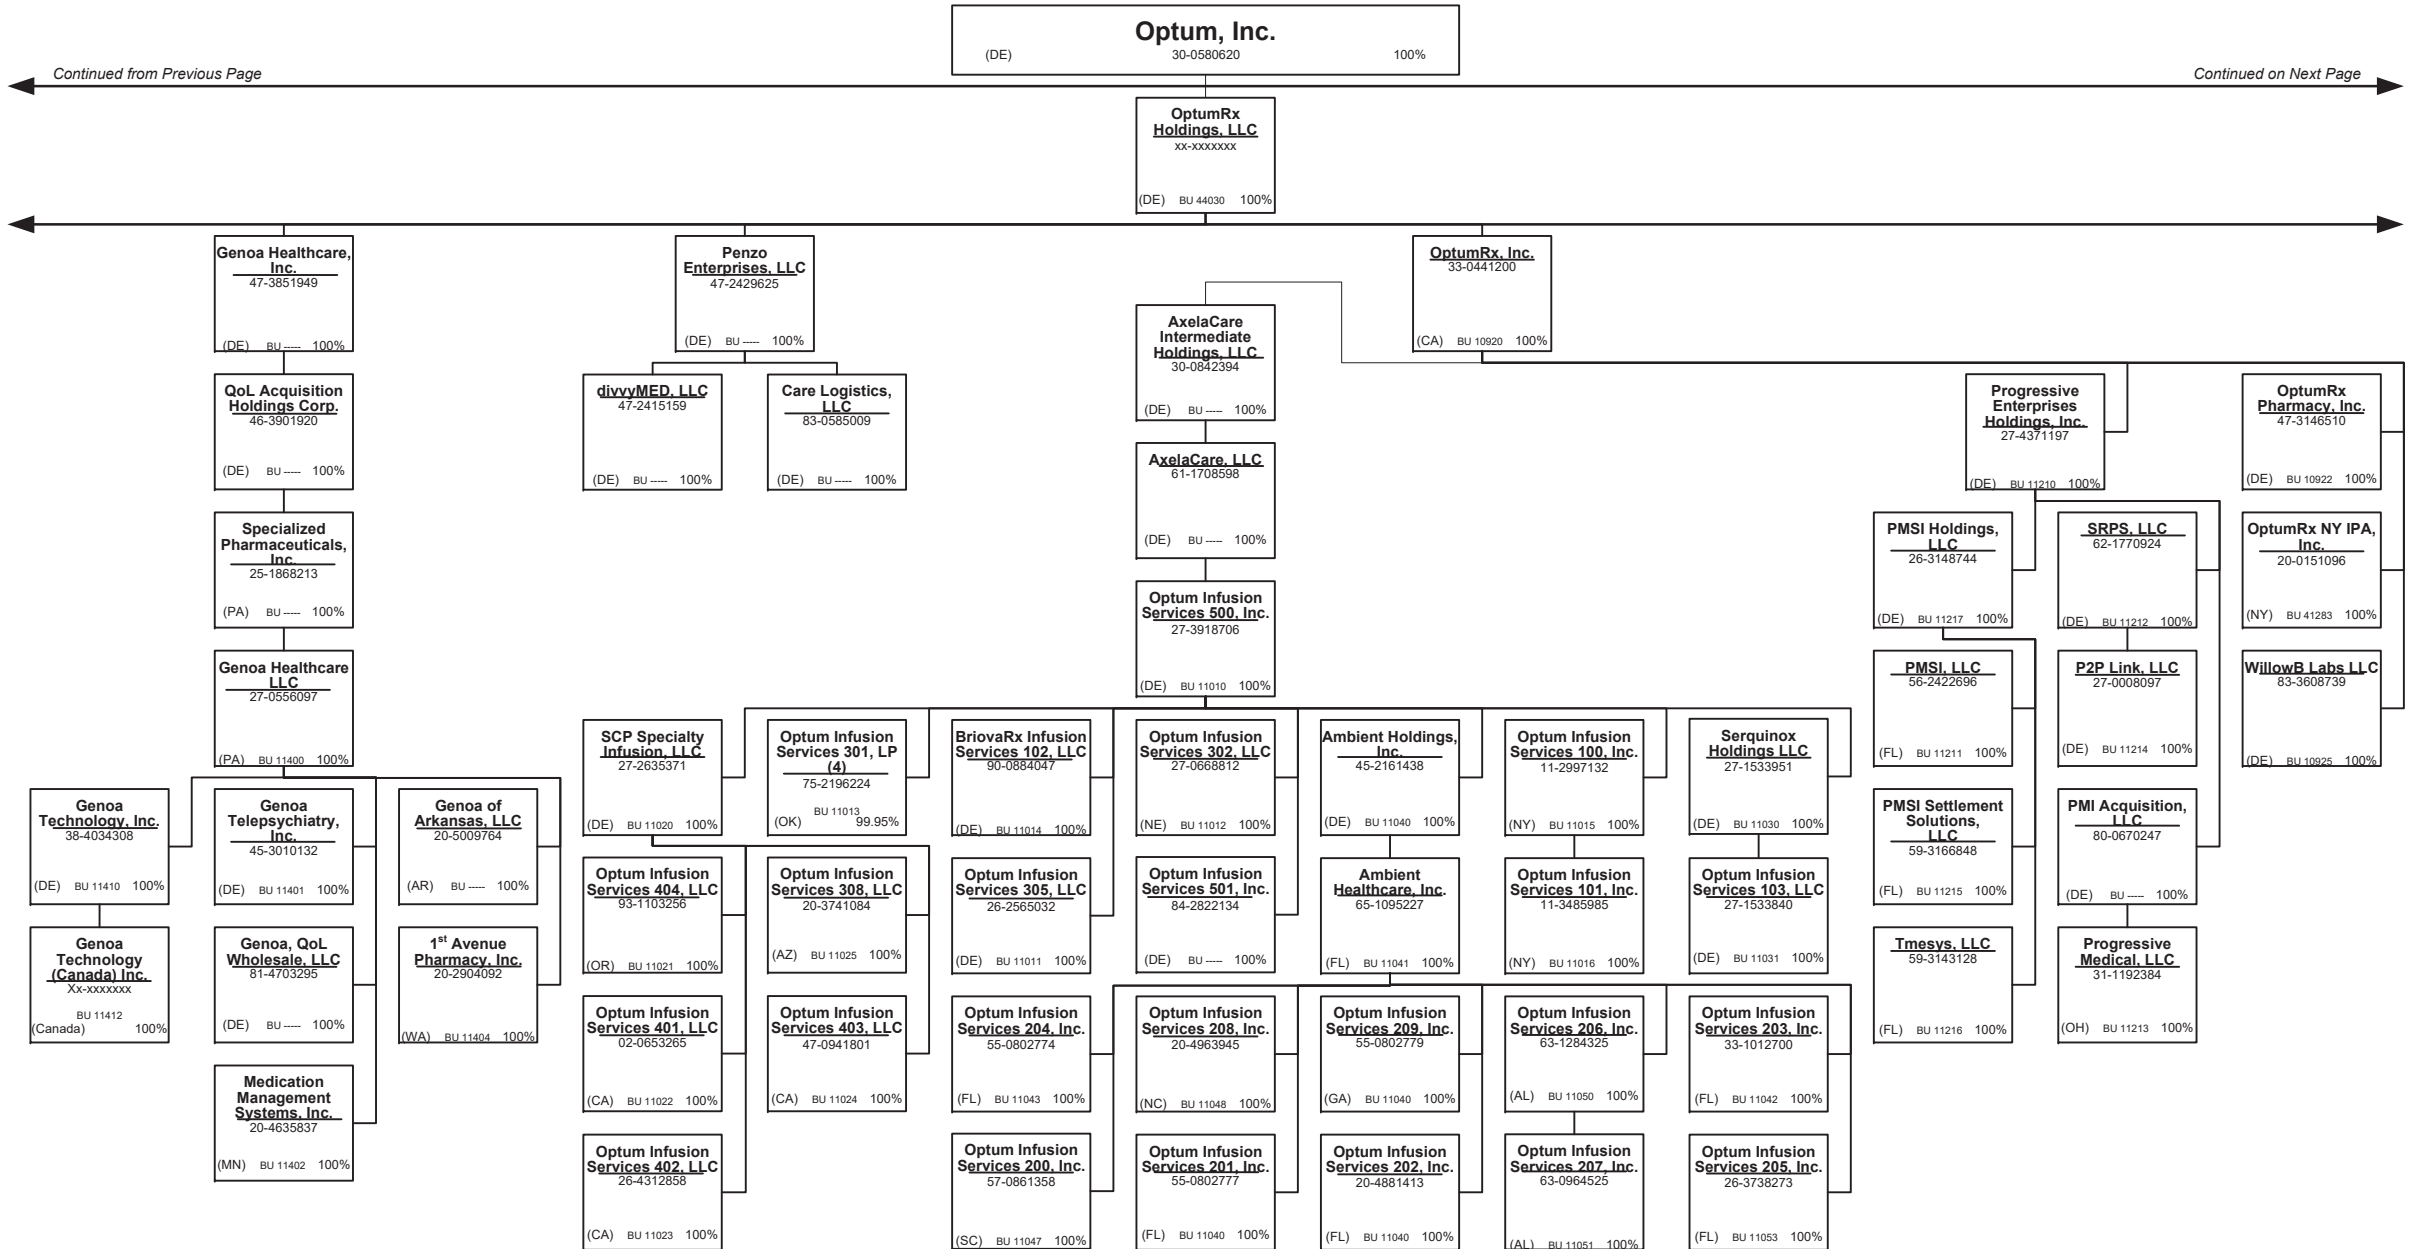 Optum, Inc.
(DE) 30-0580620 100%
Continued from Previous Page
Continued on Next Page
OptumRx
Holdings, LLC
xx-xxxxxxx
(DE) BU 44030 100%
Genoa Healthcare,
Inc.
47-3851949
(DE) BU ----- 100%
Penzo
Enterprises, LLC
47-2429625
(DE) BU ----- 100%
OptumRx, Inc.
33-0441200
(CA) BU 10920 100%
AxelaCare
Intermediate
Holdings, LLC
30-0842394
(DE) BU ----- 100%
QoL Acquisition
Holdings Corp.
46-3901920
(DE) BU ----- 100%
divvyMED, LLC
47-2415159
(DE) BU ----- 100%
Care Logistics,
LLC
83-0585009
(DE) BU ----- 100%
Progressive
Enterprises
Holdings, Inc.
27-4371197
(DE) BU 11210 100%
OptumRx
Pharmacy, Inc.
47-3146510
(DE) BU 10922 100%
AxelaCare, LLC
61-1708598
(DE) BU ----- 100%
Specialized
Pharmaceuticals,
Inc.
25-1868213
(PA) BU ----- 100%
PMSI Holdings,
LLC
26-3148744
(DE) BU 11217 100%
SRPS, LLC
62-1770924
(DE) BU 11212 100%
OptumRx NY IPA,
Inc.
20-0151096
(NY) BU 41283 100%
Optum Infusion
Services 500, Inc.
27-3918706
(DE) BU 11010 100%
Genoa Healthcare
LLC
27-0556097
(PA) BU 11400 100%
PMSI, LLC
56-2422696
(FL) BU 11211 100%
P2P Link, LLC
27-0008097
(DE) BU 11214 100%
WillowB Labs LLC
83-3608739
(DE) BU 10925 100%
SCP Specialty
Infusion, LLC
27-2635371
(DE) BU 11020 100%
Optum Infusion
Services 301, LP
(4)
75-2196224
BU 11013
(OK) 99.95%
BriovaRx Infusion
Services 102, LLC
90-0884047
(DE) BU 11014 100%
Optum Infusion
Services 302, LLC
27-0668812
(NE) BU 11012 100%
Ambient Holdings,
Inc.
45-2161438
(DE) BU 11040 100%
Optum Infusion
Services 100, Inc.
11-2997132
(NY) BU 11015 100%
Serquinox
Holdings LLC
27-1533951
(DE) BU 11030 100%
Genoa
Technology, Inc.
38-4034308
(DE) BU 11410 100%
Genoa
Telepsychiatry,
Inc.
45-3010132
(DE) BU 11401 100%
Genoa of
Arkansas, LLC
20-5009764
(AR) BU ----- 100%
PMSI Settlement
Solutions,
LLC
59-3166848
(FL) BU 11215 100%
PMI Acquisition,
LLC
80-0670247
(DE) BU ----- 100%
Optum Infusion
Services 404, LLC
93-1103256
(OR) BU 11021 100%
Optum Infusion
Services 308, LLC
20-3741084
(AZ) BU 11025 100%
Optum Infusion
Services 305, LLC
26-2565032
(DE) BU 11011 100%
Optum Infusion
Services 501, Inc.
84-2822134
(DE) BU ----- 100%
Ambient
Healthcare, Inc.
65-1095227
(FL) BU 11041 100%
Optum Infusion
Services 101, Inc.
11-3485985
(NY) BU 11016 100%
Optum Infusion
Services 103, LLC
27-1533840
(DE) BU 11031 100%
Genoa
Technology
(Canada) Inc.
Xx-xxxxxxx
BU 11412
(Canada) 100%
Genoa, QoL
Wholesale, LLC
81-4703295
(DE) BU ----- 100%
1st Avenue
Pharmacy, Inc.
20-2904092
(WA) BU 11404 100%
Tmesys, LLC
59-3143128
(FL) BU 11216 100%
Progressive
Medical, LLC
31-1192384
(OH) BU 11213 100%
Optum Infusion
Services 401, LLC
02-0653265
(CA) BU 11022 100%
Optum Infusion
Services 403, LLC
47-0941801
(CA) BU 11024 100%
Optum Infusion
Services 204, Inc.
55-0802774
(FL) BU 11043 100%
Optum Infusion
Services 208, Inc.
20-4963945
(NC) BU 11048 100%
Optum Infusion
Services 209, Inc.
55-0802779
(GA) BU 11040 100%
Optum Infusion
Services 206, Inc.
63-1284325
(AL) BU 11050 100%
Optum Infusion
Services 203, Inc.
33-1012700
(FL) BU 11042 100%
Medication
Management
Systems, Inc.
20-4635837
(MN) BU 11402 100%
Optum Infusion
Services 402, LLC
26-4312858
(CA) BU 11023 100%
Optum Infusion
Services 200, Inc.
57-0861358
(SC) BU 11047 100%
Optum Infusion
Services 201, Inc.
55-0802777
(FL) BU 11040 100%
Optum Infusion
Services 202, Inc.
20-4881413
(FL) BU 11040 100%
Optum Infusion
Services 207, Inc.
63-0964525
(AL) BU 11051 100%
Optum Infusion
Services 205, Inc.
26-3738273
(FL) BU 11053 100%